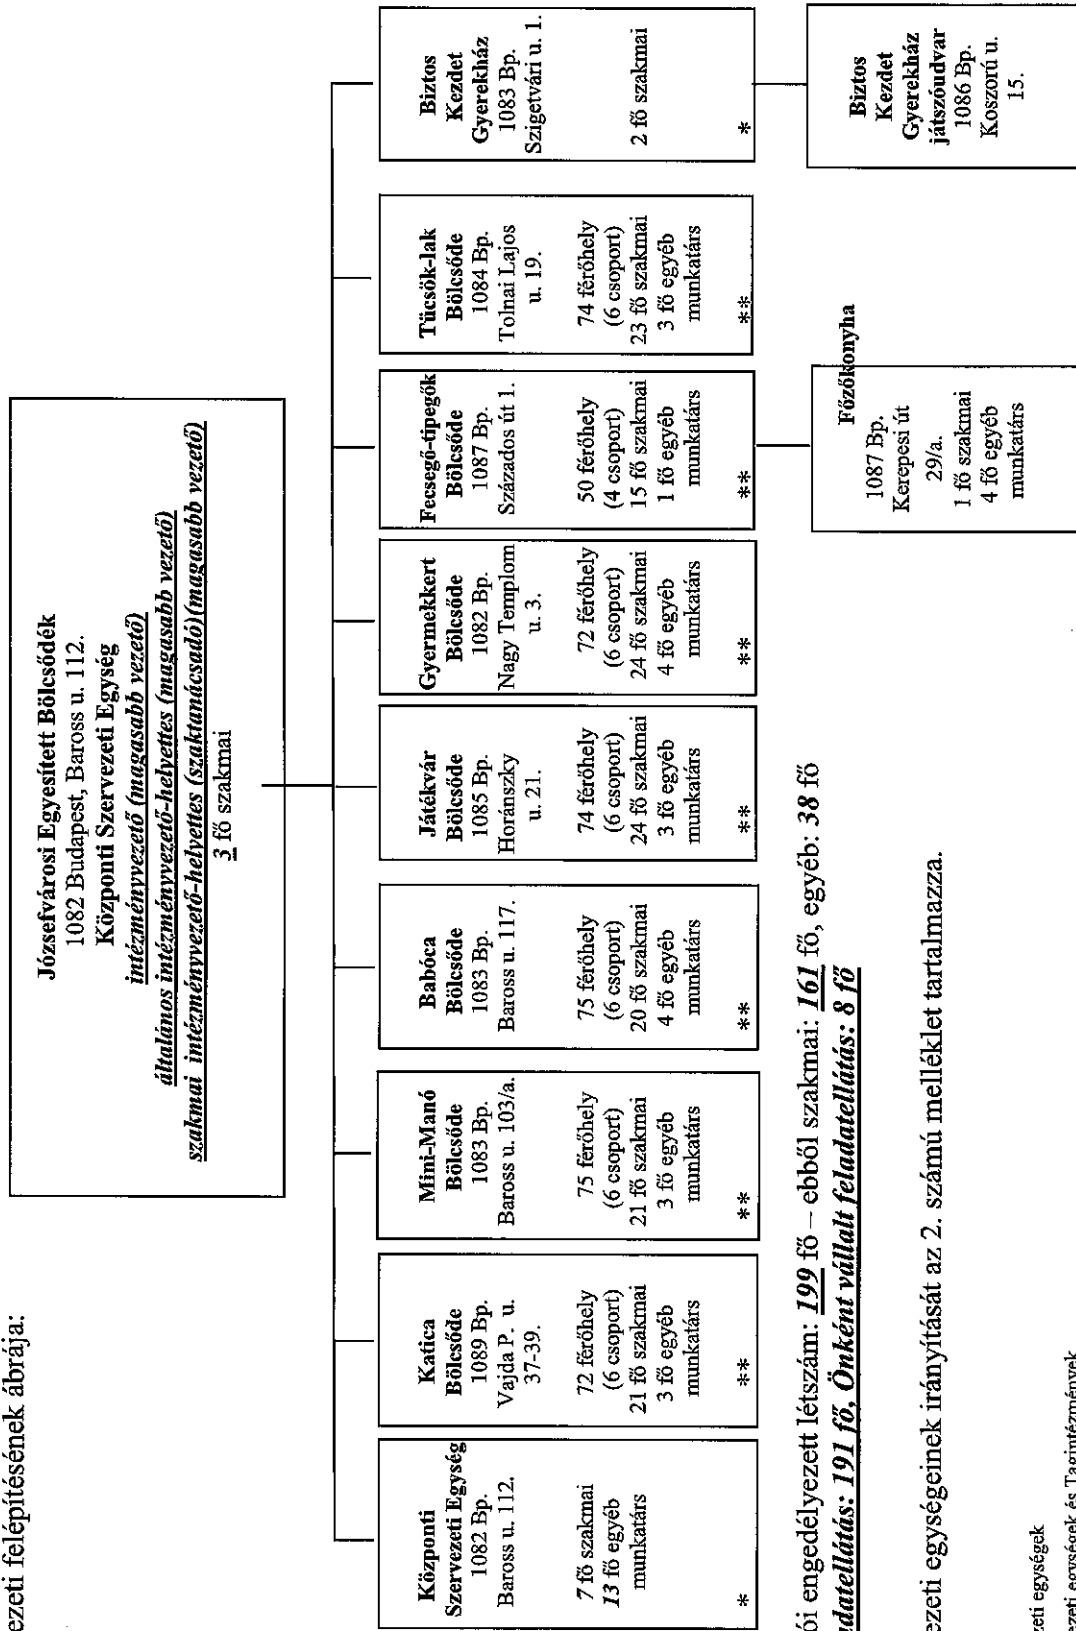 ezeti felépítésének ábrája:
Józsefvárosi Egyesített Bölcsődék
1082 Budapest, Baross u. 112.
Központi Szervezeti Egység
intézményvezető (magasabb vezető)
általános intézményvezető-helyettes (magasabb vezető)
szakmai intézményvezető-helyettes (szaktanácsadó)(magasabb vezető)
3 fő szakmai
Központi
Szervezeti Egység
1082 Bp.
Baross u. 112.
7 fő szakmai
13 fő egyéb
munkatárs
*
Katica
Bölcsőde
1089 Bp.
Vajda P. u.
37-39.
72 férőhely
(6 csoport)
21 fő szakmai
3 fő egyéb
munkatárs
**
Mini-Manó
Bölcsőde
1083 Bp.
Baross u. 103/a.
75 férőhely
(6 csoport)
21 fő szakmai
3 fő egyéb
munkatárs
**
Babóca
Bölcsőde
1083 Bp.
Baross u. 117.
75 férőhely
(6 csoport)
20 fő szakmai
4 fő egyéb
munkatárs
**
Játékvár
Bölcsőde
1085 Bp.
Horánszky
u. 21.
74 férőhely
(6 csoport)
24 fő szakmai
3 fő egyéb
munkatárs
**
Gyermekkert
Bölcsőde
1082 Bp.
Nagy Templom
u. 3.
72 férőhely
(6 csoport)
24 fő szakmai
4 fő egyéb
munkatárs
**
Fecsegő-tipegők
Bölcsőde
1087 Bp.
Százados út 1.
50 férőhely
(4 csoport)
15 fő szakmai
1 fő egyéb
munkatárs
**
Tücsök-lak
Bölcsőde
1084 Bp.
Tolnai Lajos
u. 19.
74 férőhely
(6 csoport)
23 fő szakmai
3 fő egyéb
munkatárs
**
Biztos
Kezdet
Gyerekház
1083 Bp.
Szigetvári u. 1.
2 fő szakmai
*
Főzőkonyha
1087 Bp.
Kerepesi út
29/a.
1 fő szakmai
4 fő egyéb
munkatárs
Biztos
Kezdet
Gyerekház
játszóudvar
1086 Bp.
Koszorú u.
15.
ói engedélyezett létszám: 199 fő – ebből szakmai: 161 fő, egyéb: 38 fő
adatellátás: 191 fő, Önként vállalt feladatellátás: 8 fő
ezeti egységeinek irányítását az 2. számú melléklet tartalmazza.
zeti egységek
ezeti egységek és Tagintézmények